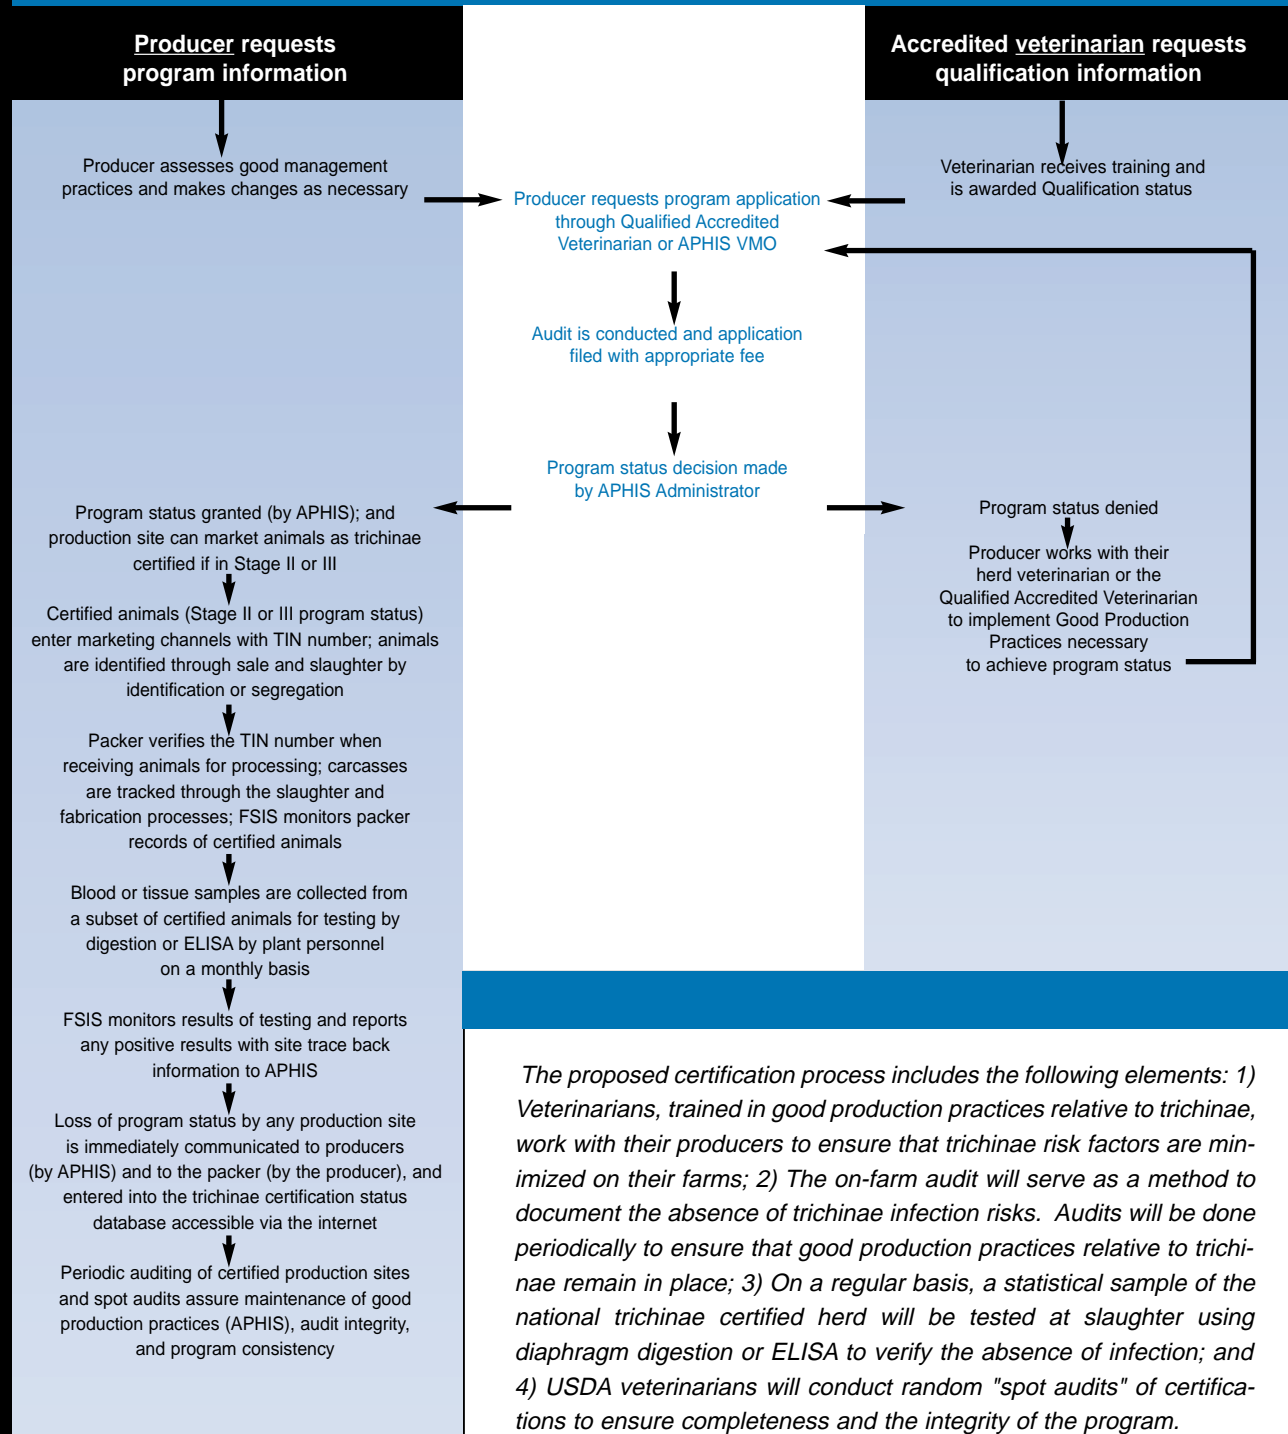 Producer requests
program information
Accredited veterinarian requests
qualification information
Producer assesses good management
practices and makes changes as necessary
Veterinarian receives training and
is awarded Qualification status
Producer requests program application
through Qualified Accredited
Veterinarian or APHIS VMO
Audit is conducted and application
filed with appropriate fee
Program status decision made
by APHIS Administrator
Program status granted (by APHIS); and
production site can market animals as trichinae
certified if in Stage II or III
Certified animals (Stage II or III program status)
enter marketing channels with TIN number; animals
are identified through sale and slaughter by
identification or segregation
Packer verifies the TIN number when
receiving animals for processing; carcasses
are tracked through the slaughter and
fabrication processes; FSIS monitors packer
records of certified animals
Blood or tissue samples are collected from
a subset of certified animals for testing by
digestion or ELISA by plant personnel
on a monthly basis
FSIS monitors results of testing and reports
any positive results with site trace back
information to APHIS
Loss of program status by any production site
is immediately communicated to producers
(by APHIS) and to the packer (by the producer), and
entered into the trichinae certification status
database accessible via the internet
Periodic auditing of certified production sites
and spot audits assure maintenance of good
production practices (APHIS), audit integrity,
and program consistency
Program status denied
Producer works with their
herd veterinarian or the
Qualified Accredited Veterinarian
to implement Good Production
Practices necessary
to achieve program status
The proposed certification process includes the following elements: 1)
Veterinarians, trained in good production practices relative to trichinae,
work with their producers to ensure that trichinae risk factors are min-
imized on their farms; 2) The on-farm audit will serve as a method to
document the absence of trichinae infection risks. Audits will be done
periodically to ensure that good production practices relative to trichi-
nae remain in place; 3) On a regular basis, a statistical sample of the
national trichinae certified herd will be tested at slaughter using
diaphragm digestion or ELISA to verify the absence of infection; and
4) USDA veterinarians will conduct random "spot audits" of certifica-
tions to ensure completeness and the integrity of the program.